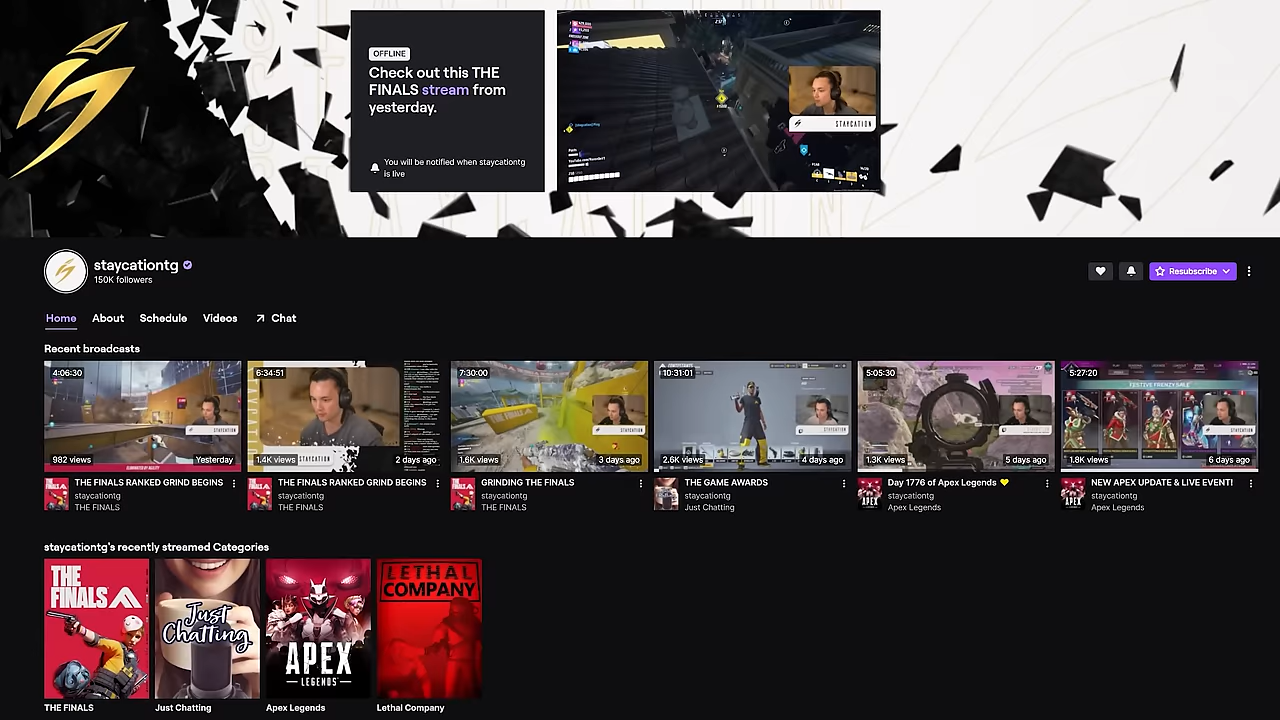 OFFLINE
Check out this THE
FINALS stream from
yesterday.
You will be notified when staycationtg
is live
STAYCATION
staycationtg
150K followers
Resubscribe
Home
About
Schedule
Videos
Chat
Recent broadcasts
4:06:30
982 views
Yesterday
THE FINALS RANKED GRIND BEGINS
staycationtg
THE FINALS
6:34:51
1.4K views
2 days ago
THE FINALS RANKED GRIND BEGINS
staycationtg
THE FINALS
7:30:00
1.6K views
3 days ago
GRINDING THE FINALS
staycationtg
THE FINALS
10:31:01
2.6K views
4 days ago
THE GAME AWARDS
staycationtg
Just Chatting
5:05:30
1.3K views
5 days ago
Day 1776 of Apex Legends 💛
staycationtg
Apex Legends
5:27:20
FESTIVE FRENZY SALE
1.8K views
6 days ago
NEW APEX UPDATE & LIVE EVENT!
staycationtg
Apex Legends
staycationtg's recently streamed Categories
THE
FINALS
THE FINALS
Just
Chatting
Just Chatting
APEX
LEGENDS
Apex Legends
LETHAL
COMPANY
Lethal Company